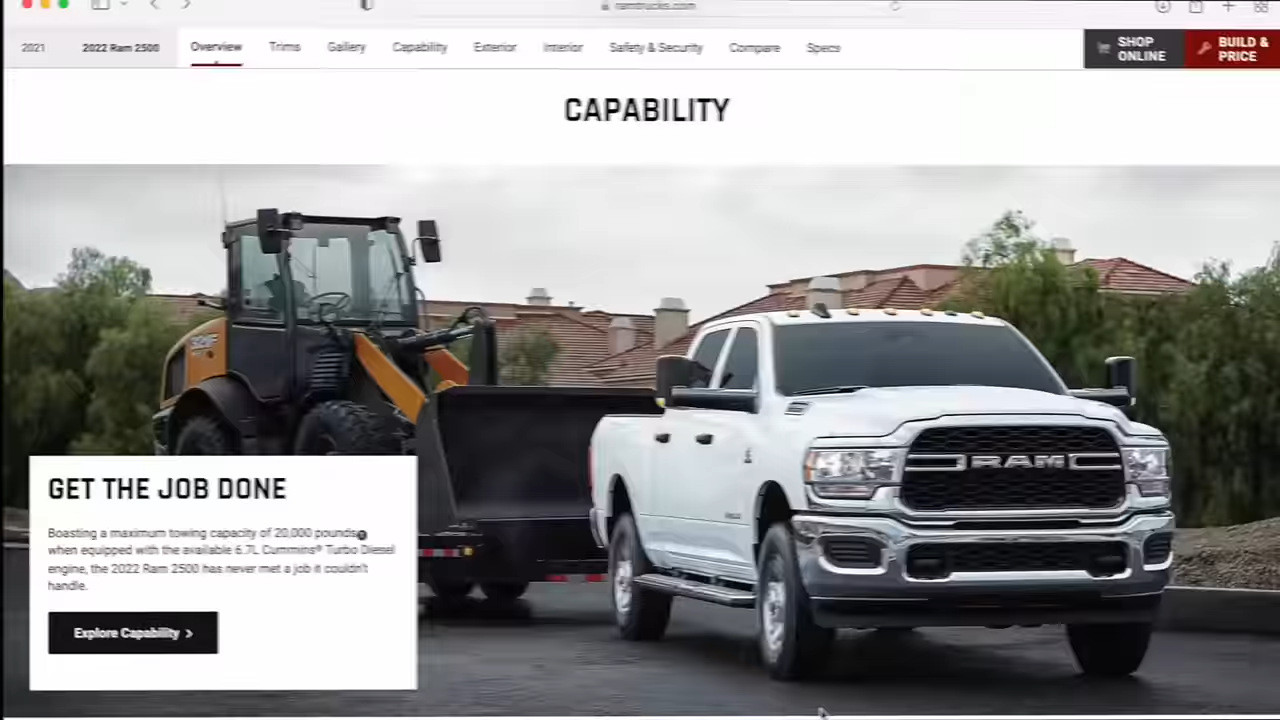 ramtrucks.com
2021
2022 Ram 2500
Overview
Trims
Gallery
Capability
Exterior
Interior
Safety & Security
Compare
Specs
SHOP
ONLINE
BUILD &
PRICE
CAPABILITY
RAM
GET THE JOB DONE
Boasting a maximum towing capacity of 20,000 pounds
when equipped with the available 6.7L Cummins® Turbo Diesel
engine, the 2022 Ram 2500 has never met a job it couldn't
handle.
Explore Capability